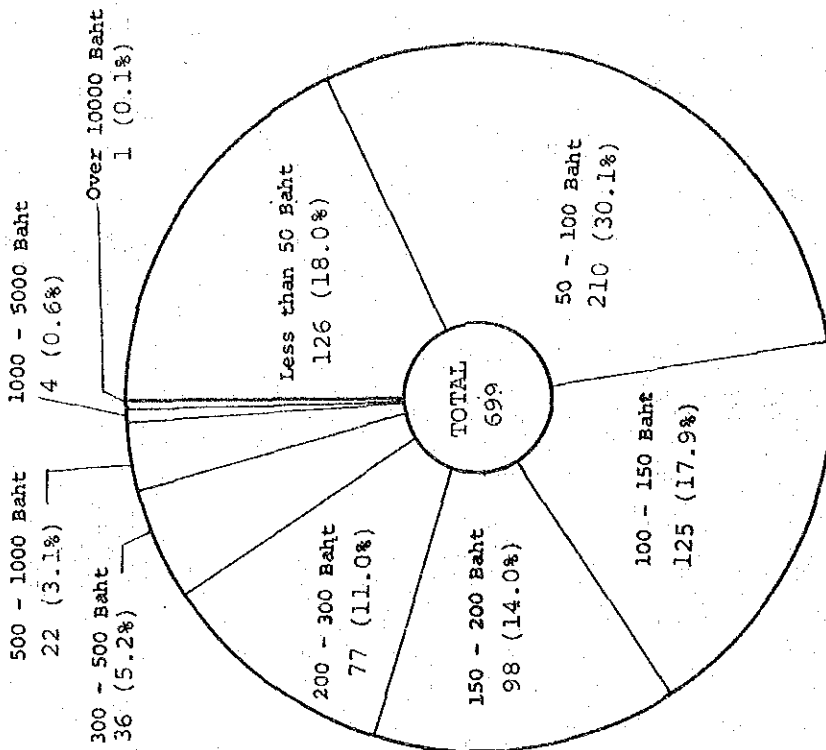 Less than 50 Baht
126 (18.0%)
50 - 100 Baht
210 (30.1%)
100 - 150 Baht
125 (17.9%)
150 - 200 Baht
98 (14.0%)
200 - 300 Baht
77 (11.0%)
300 - 500 Baht
36 (5.2%)
500 - 1000 Baht
22 (3.1%)
1000 - 5000 Baht
4 (0.6%)
Over 10000 Baht
1 (0.1%)
TOTAL
699